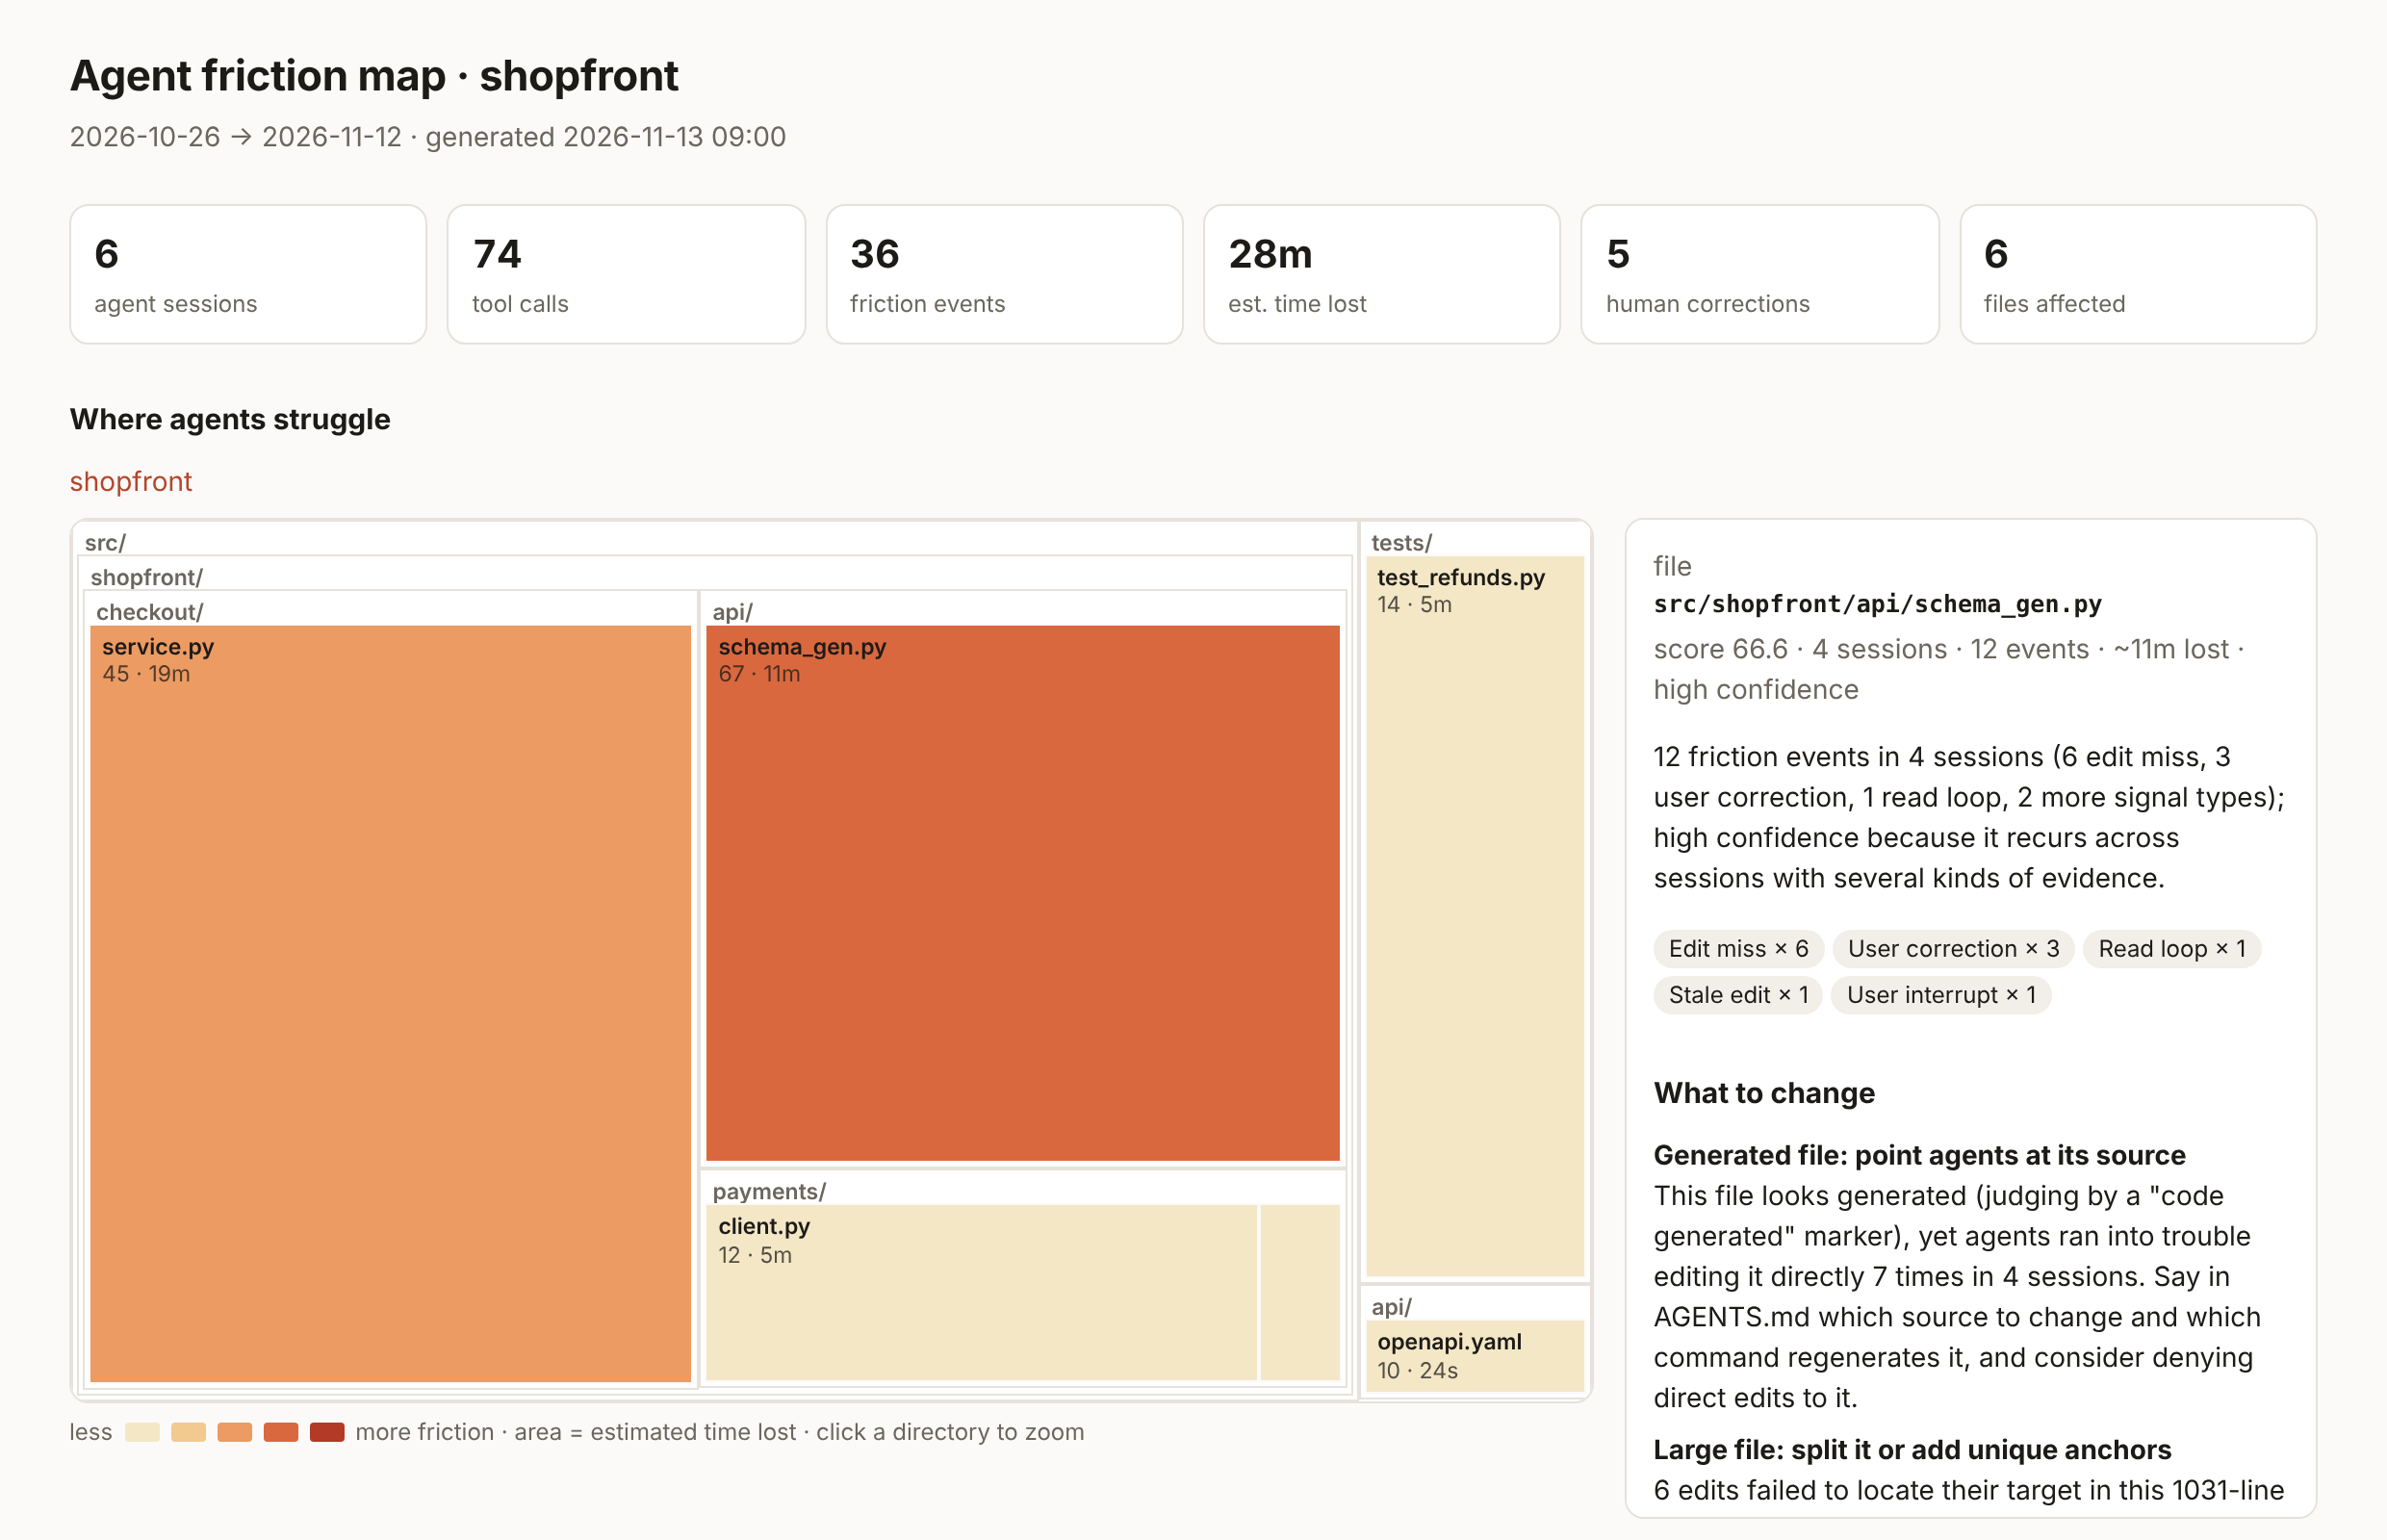 Agent friction map · shopfront
2026-10-26 → 2026-11-12 · generated 2026-11-13 09:00
6
agent sessions
74
tool calls
36
friction events
28m
est. time lost
5
human corrections
6
files affected
Where agents struggle
shopfront
src/
shopfront/
checkout/
service.py
45 · 19m
api/
schema_gen.py
67 · 11m
payments/
client.py
12 · 5m
tests/
test_refunds.py
14 · 5m
api/
openapi.yaml
10 · 24s
less
more friction · area = estimated time lost · click a directory to zoom
file
src/shopfront/api/schema_gen.py
score 66.6 · 4 sessions · 12 events · ~11m lost ·
high confidence
12 friction events in 4 sessions (6 edit miss, 3
user correction, 1 read loop, 2 more signal types);
high confidence because it recurs across
sessions with several kinds of evidence.
Edit miss × 6
User correction × 3
Read loop × 1
Stale edit × 1
User interrupt × 1
What to change
Generated file: point agents at its source
This file looks generated (judging by a "code
generated" marker), yet agents ran into trouble
editing it directly 7 times in 4 sessions. Say in
AGENTS.md which source to change and which
command regenerates it, and consider denying
direct edits to it.
Large file: split it or add unique anchors
6 edits failed to locate their target in this 1031-line